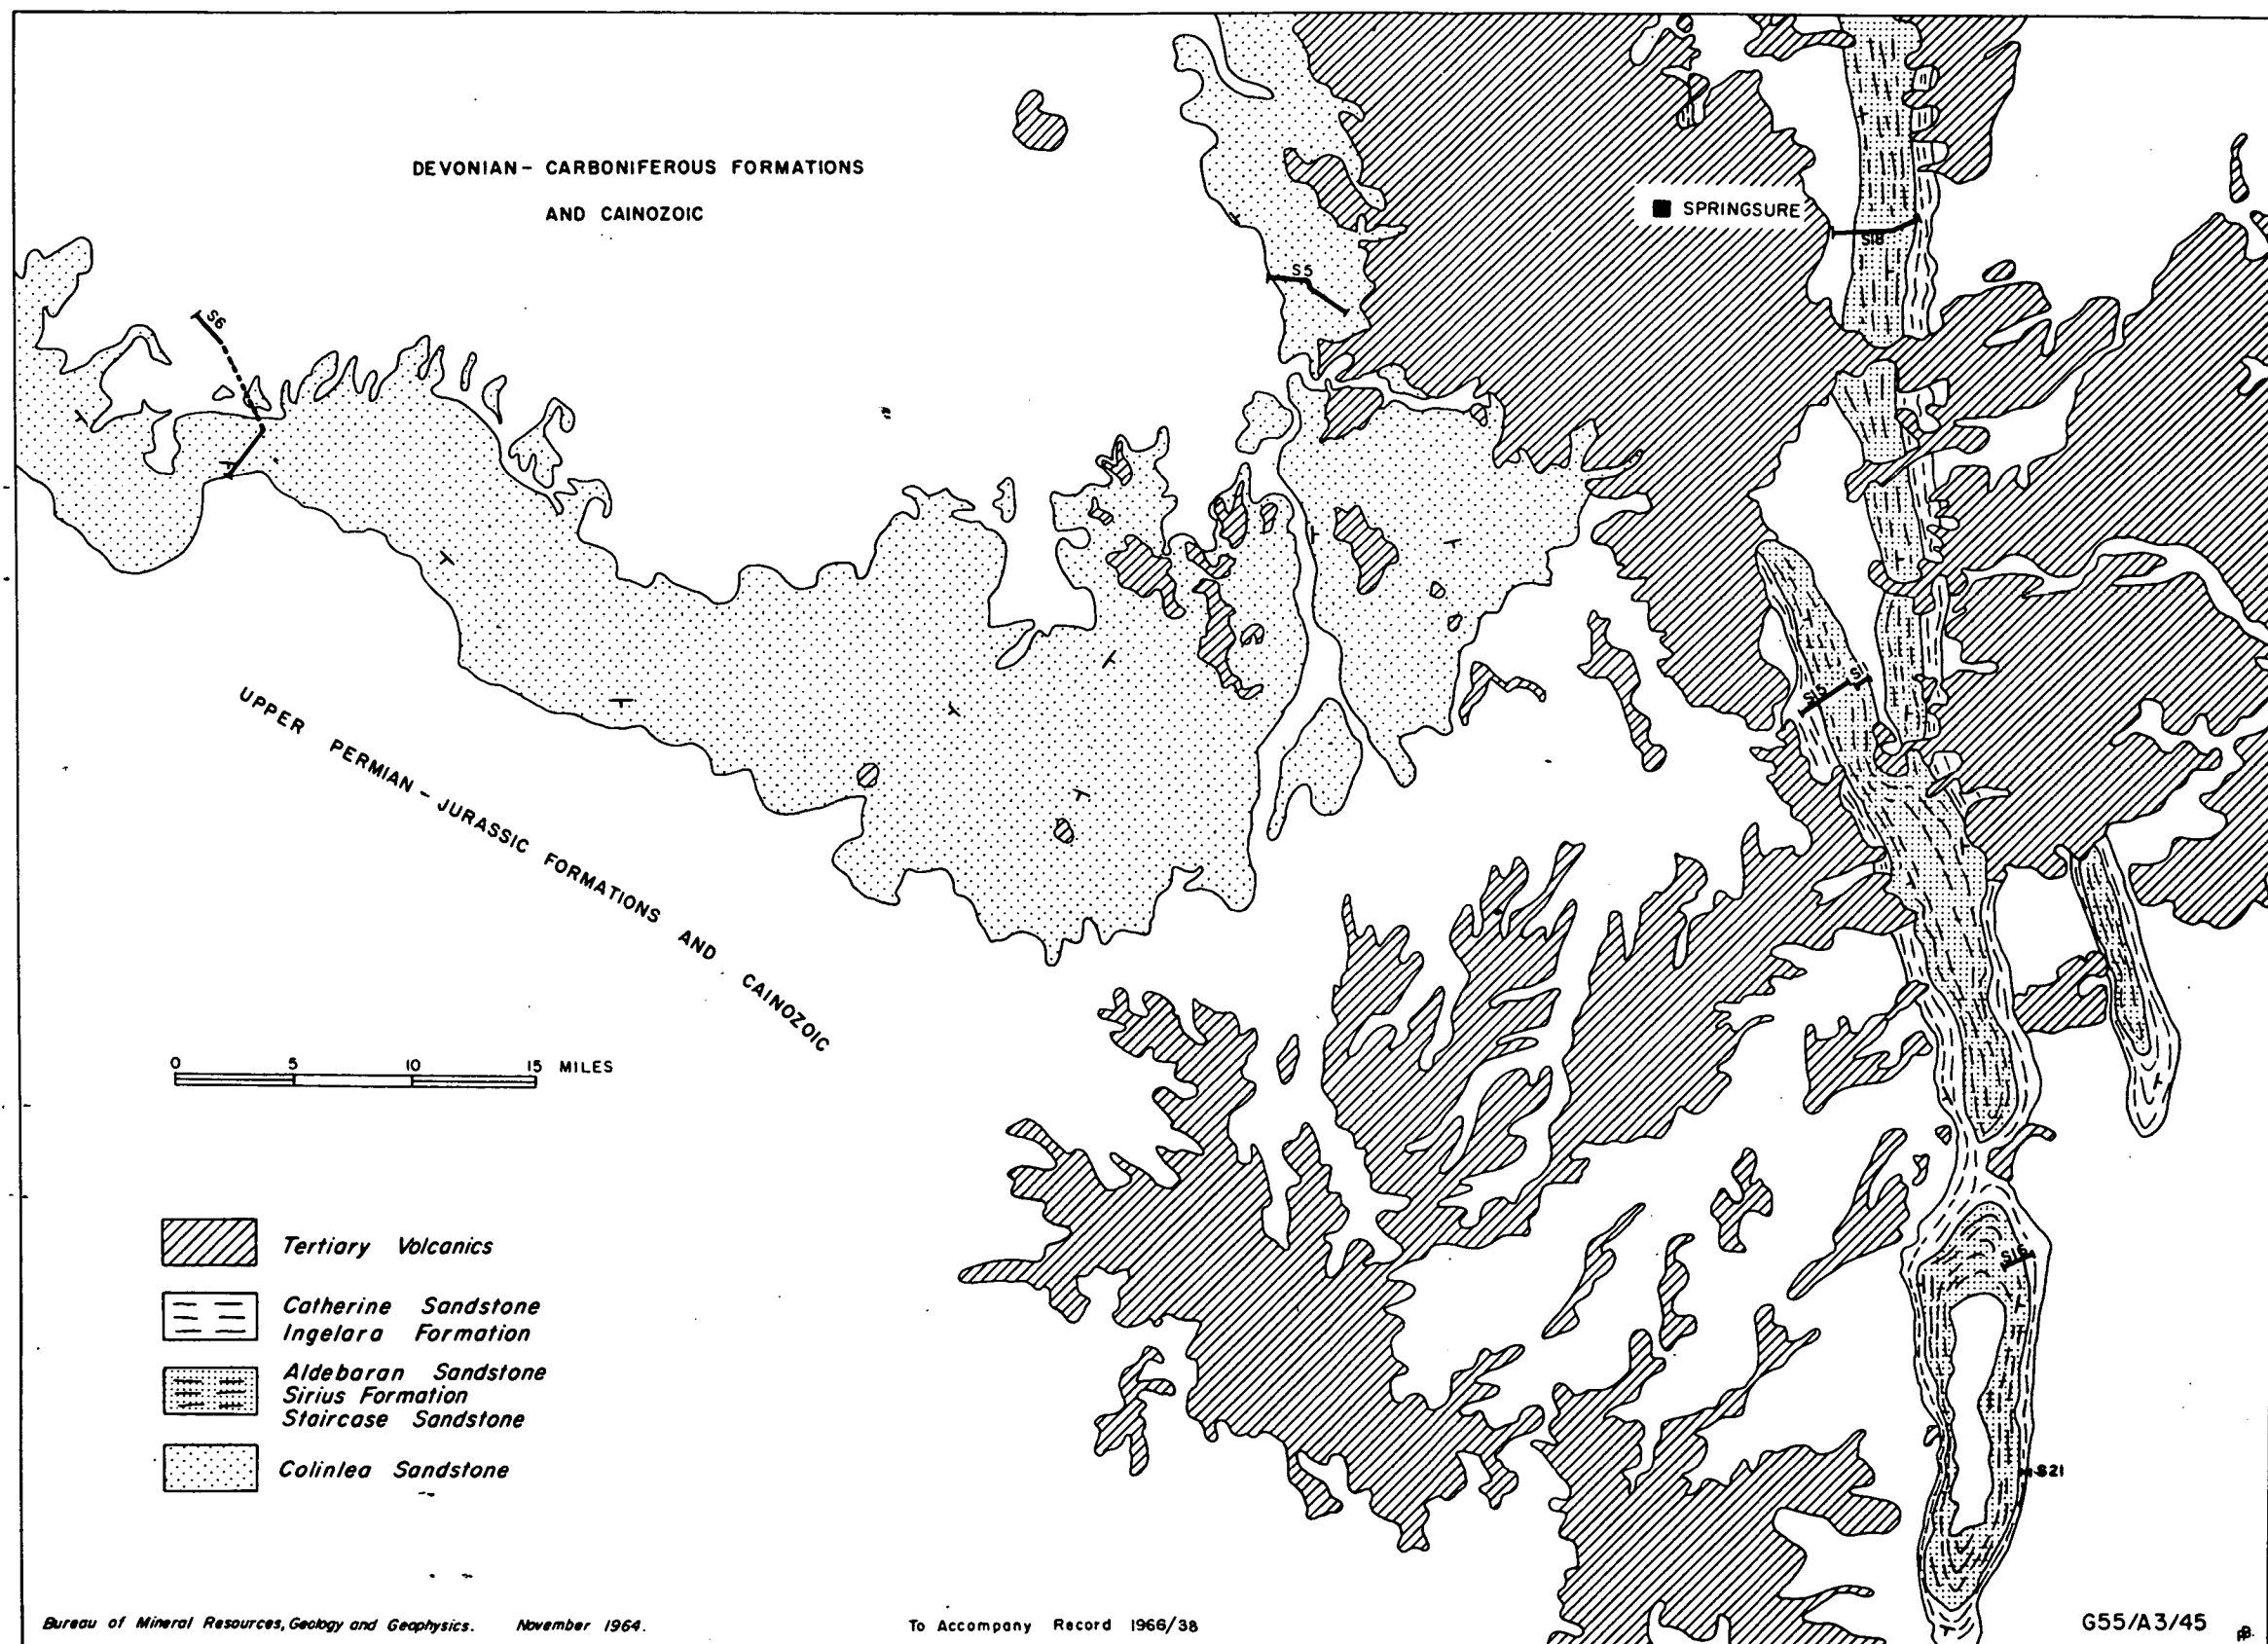 DEVONIAN - CARBONIFEROUS FORMATIONS
AND CAINOZOIC
SPRINGSURE
S18
S5
S6
S15
UPPER PERMIAN - JURASSIC FORMATIONS AND CAINOZOIC
0 5 10 15 MILES
Tertiary Volcanics
Catherine Sandstone
Ingelara Formation
Aldebaran Sandstone
Sirius Formation
Staircase Sandstone
Colinlea Sandstone
S16
S21
Bureau of Mineral Resources, Geology and Geophysics. November 1964.
To Accompany Record 1966/38
G55/A3/45